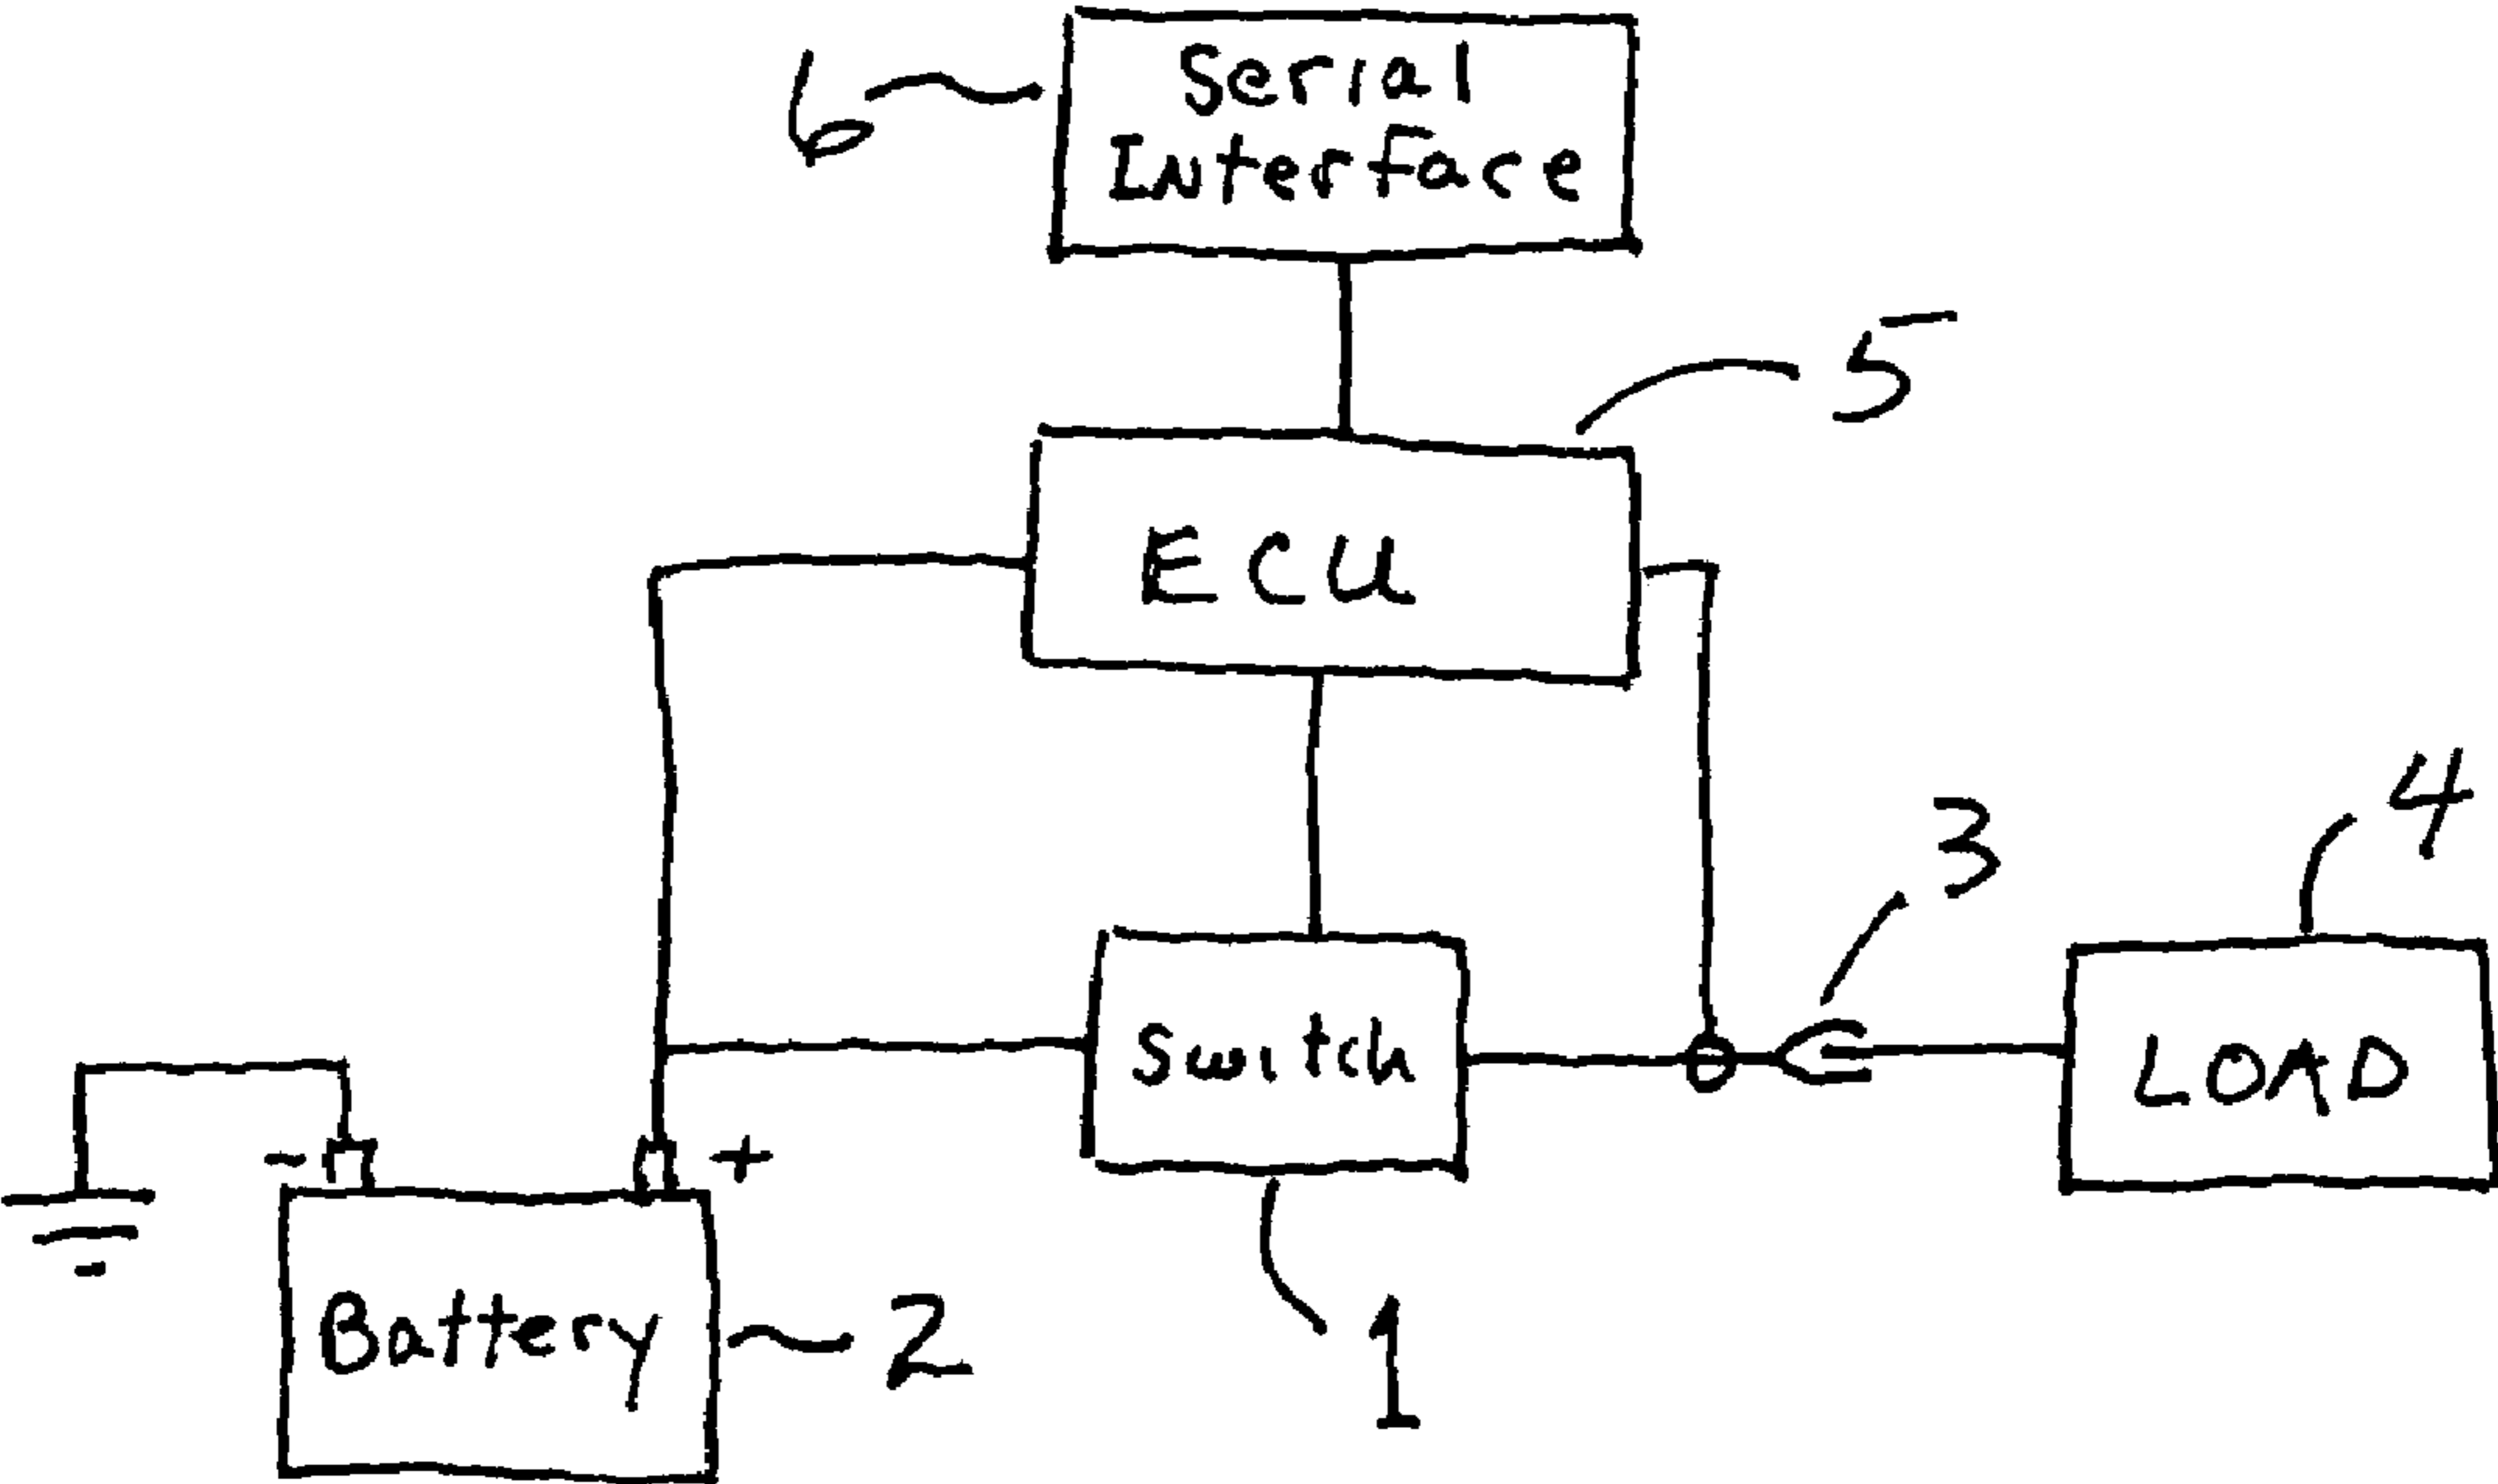 6
Serial
Interface
5
ECU
4
3
Switch
LOAD
-
+
Battery
2
1